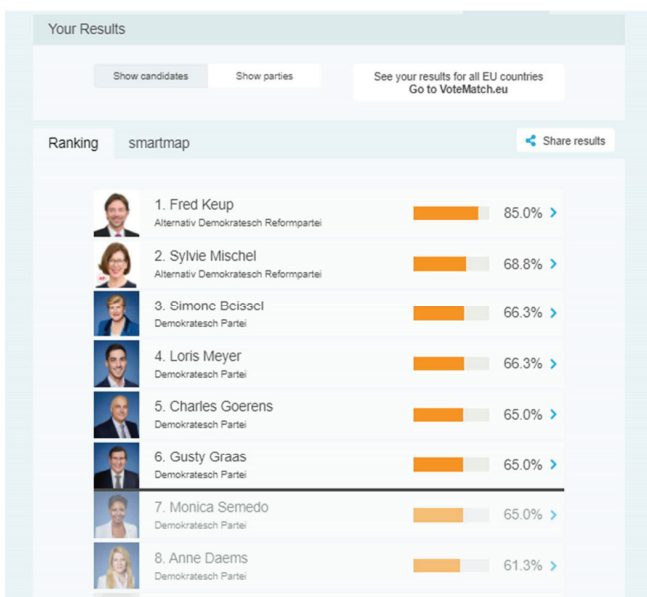 Your Results
Show candidates
Show parties
See your results for all EU countries
Go to VoteMatch.eu
Ranking
smartmap
Share results
1. Fred Keup
Alternativ Demokratesch Reformpartei
85.0%
2. Sylvie Mischel
Alternativ Demokratesch Reformpartei
68.8%
3. Simone Beissel
Demokratesch Partei
66.3%
4. Loris Meyer
Demokratesch Partei
66.3%
5. Charles Goerens
Demokratesch Partei
65.0%
6. Gusty Graas
Demokratesch Partei
65.0%
7. Monica Semedo
Demokratesch Partei
65.0%
8. Anne Daems
Demokratesch Partei
61.3%